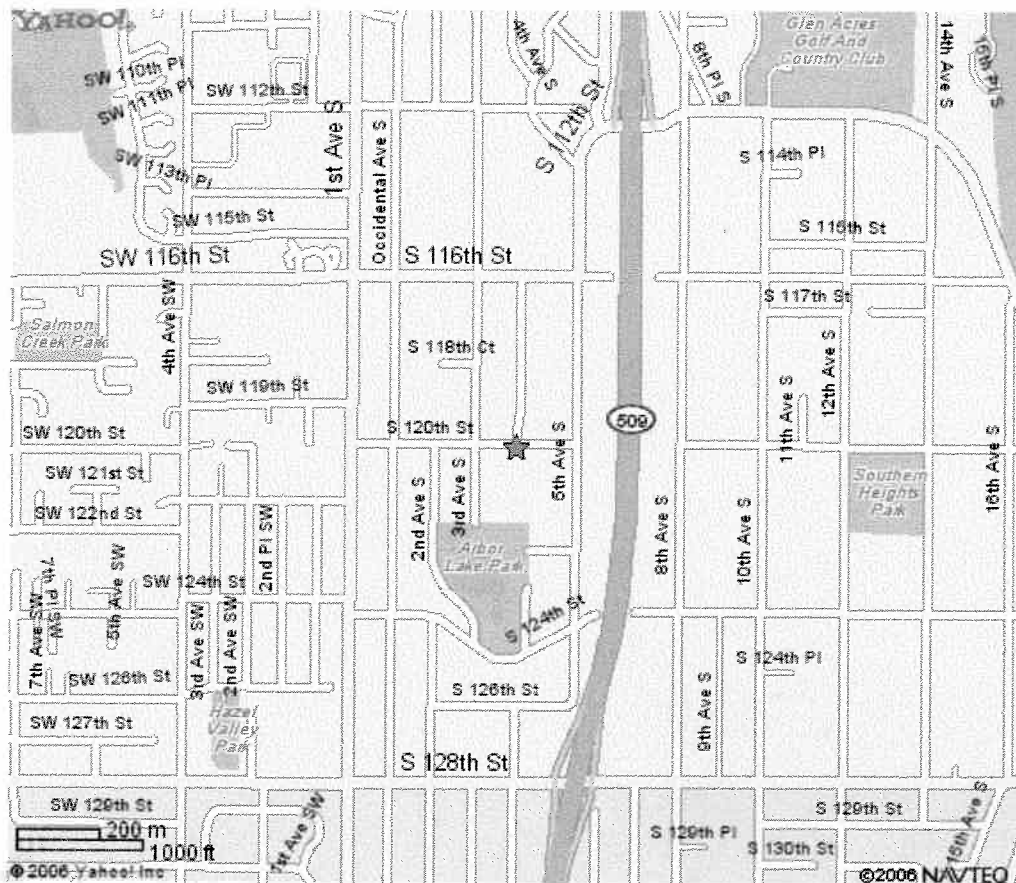 YAHOO!
Glen Acres
Golf And
Country Club
4th Ave S
8th Pl S
14th Ave S
16th Pl S
SW 110th Pl
SW 111th Pl
SW 112th St
S 112th St
1st Ave S
Occidental Ave S
SW 113th Pl
S 114th Pl
SW 115th St
S 115th St
SW 116th St
S 116th St
S 117th St
4th Ave SW
Salmon
Creek Park
S 118th Ct
SW 119th St
11th Ave S
12th Ave S
SW 120th St
S 120th St
5th Ave S
509
16th Ave S
SW 121st St
2nd Ave S
3rd Ave S
Southern
Heights
Park
SW 122nd St
2nd Pl SW
Arbor
Lake Park
8th Ave S
10th Ave S
7th Ave SW
7th Pl SW
5th Ave SW
SW 124th St
S 124th St
3rd Ave SW
2nd Ave SW
S 124th Pl
SW 126th St
S 126th St
9th Ave S
Hazel
Valley
Park
SW 127th St
S 128th St
SW 129th St
1st Ave SW
S 129th St
15th Ave S
200 m
1000 ft
S 129th Pl
S 130th St
© 2006 Yahoo! Inc
©2006 NAVTEQ